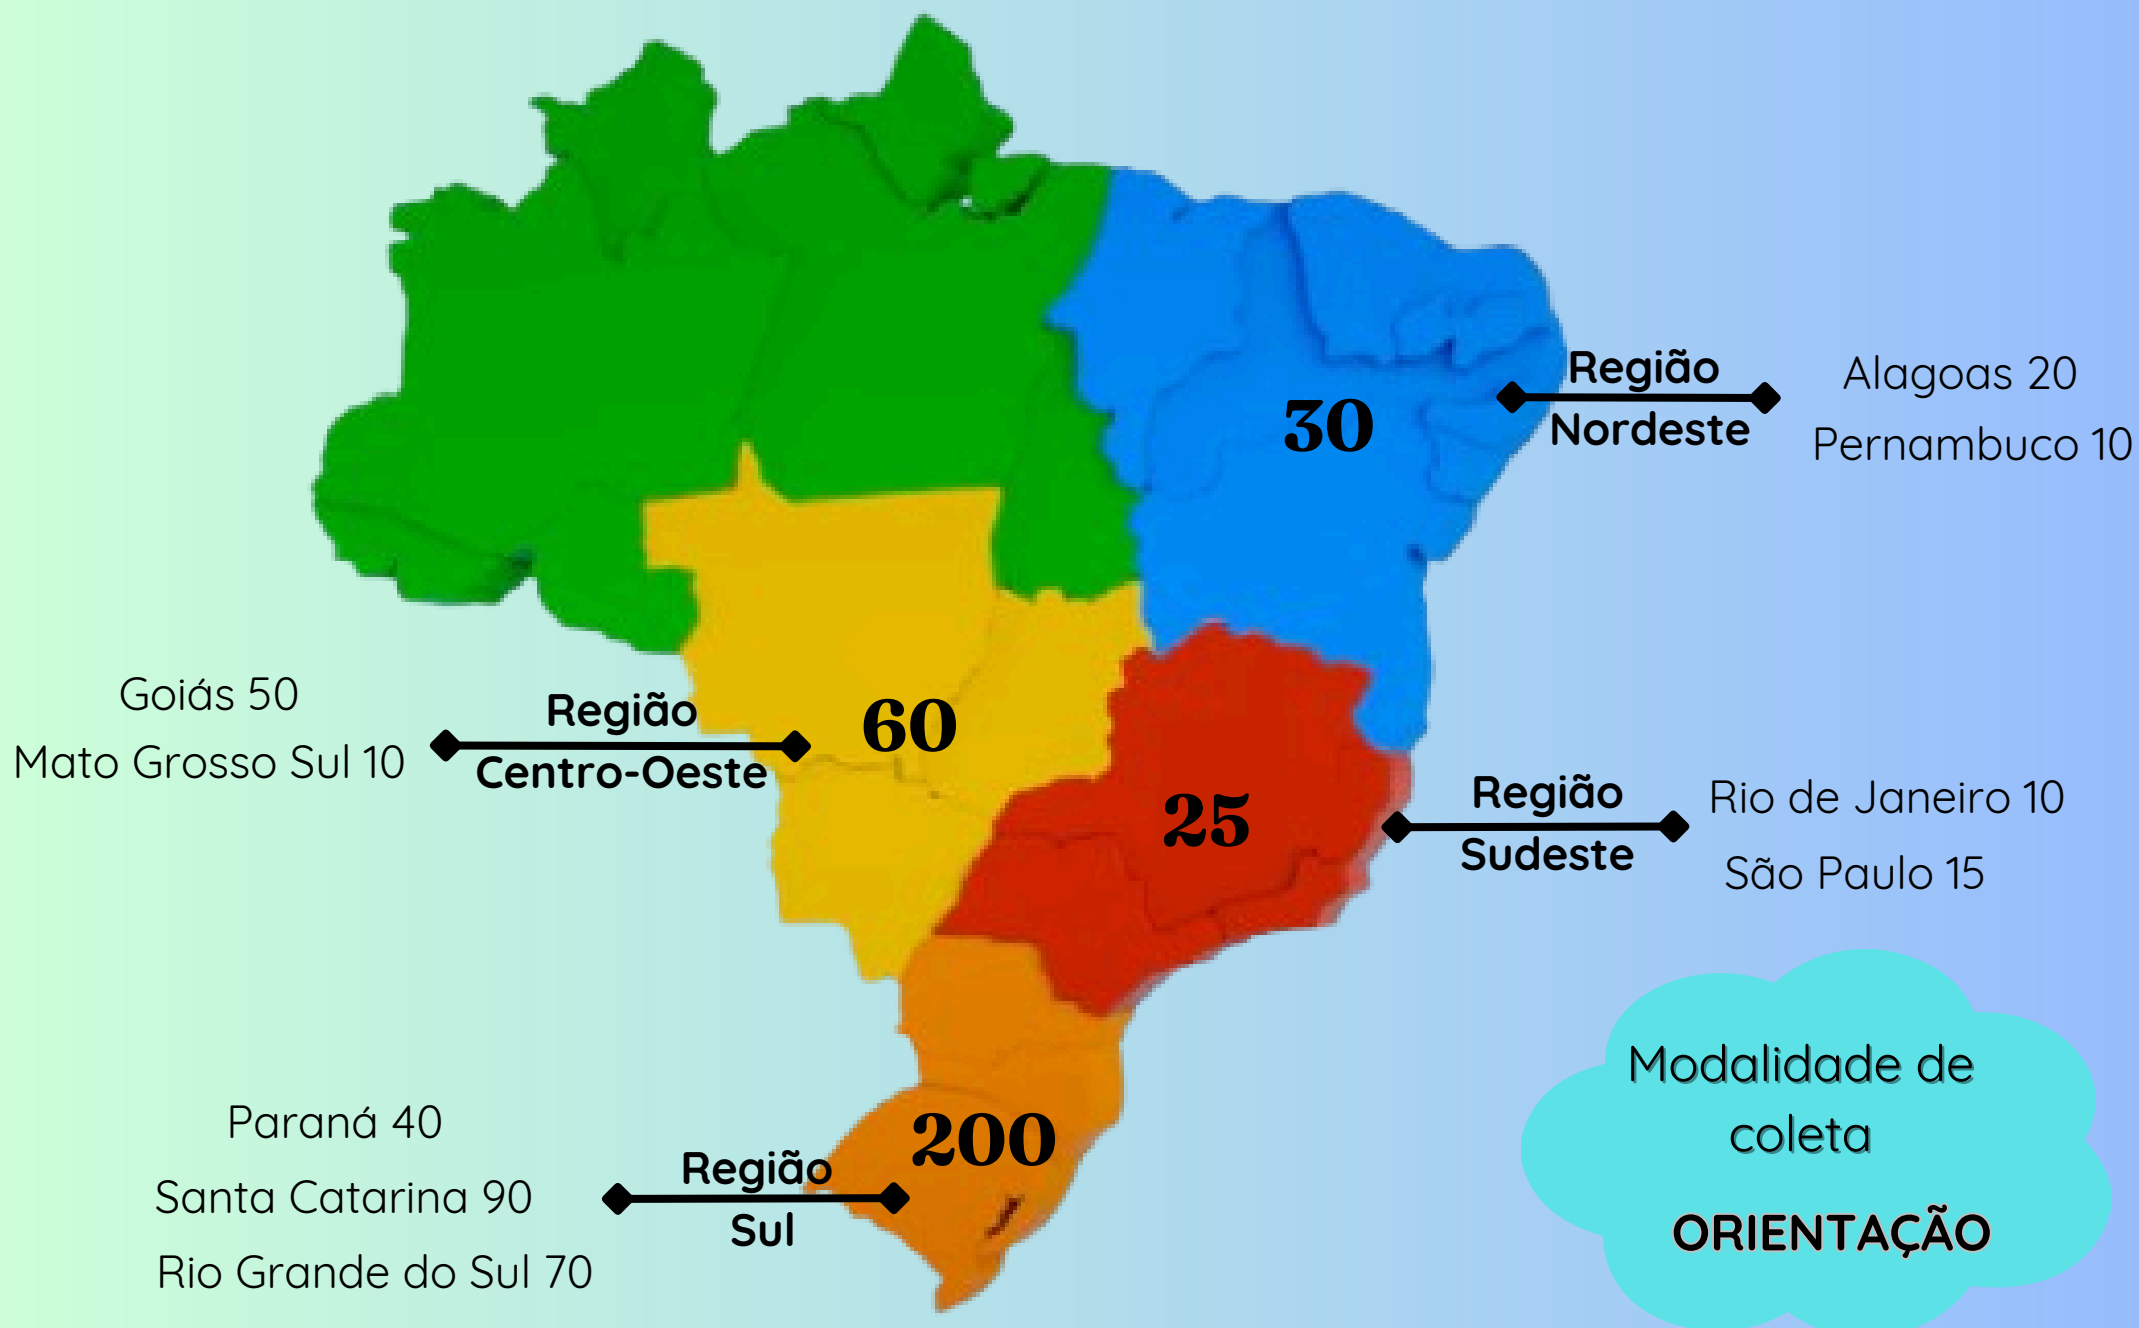 30
Região
Nordeste
Alagoas 20
Pernambuco 10
Goiás 50
Mato Grosso Sul 10
Região
Centro-Oeste
60
25
Região
Sudeste
Rio de Janeiro 10
São Paulo 15
Paraná 40
Santa Catarina 90
Rio Grande do Sul 70
Região
Sul
200
Modalidade de
coleta
ORIENTAÇÃO